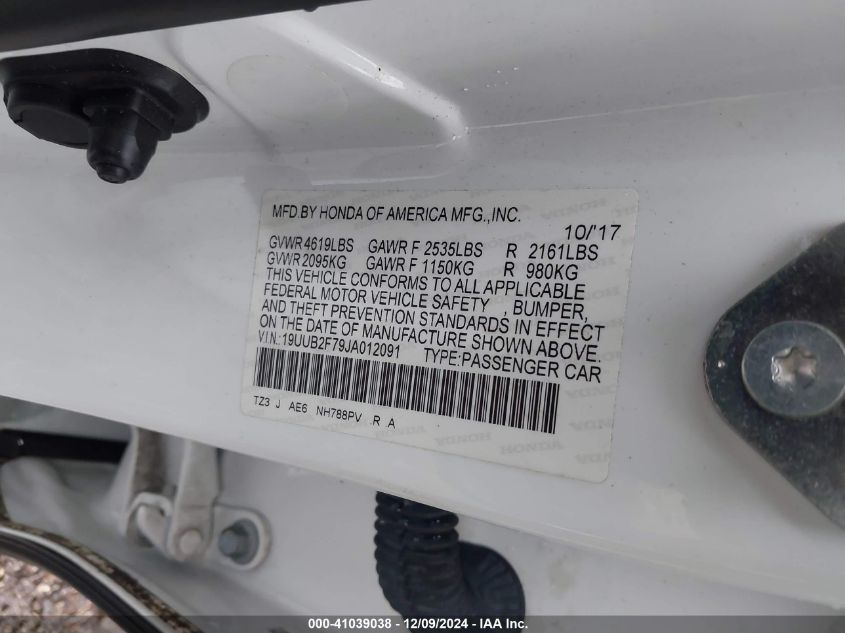 MFD BY HONDA OF AMERICA MFG.,INC.
10/'17
GVWR 4619LBS GAWR F 2535LBS R 2161LBS
GVWR 2095KG GAWR F 1150KG R 980KG
THIS VEHICLE CONFORMS TO ALL APPLICABLE
FEDERAL MOTOR VEHICLE SAFETY , BUMPER,
AND THEFT PREVENTION STANDARDS IN EFFECT
ON THE DATE OF MANUFACTURE SHOWN ABOVE.
VIN: 19UUB2F79JA012091 TYPE:PASSENGER CAR
TZ3 J AE6 NH788PV R A
HONDA HONDA HONDA
000-41039038 - 12/09/2024 - IAA Inc.